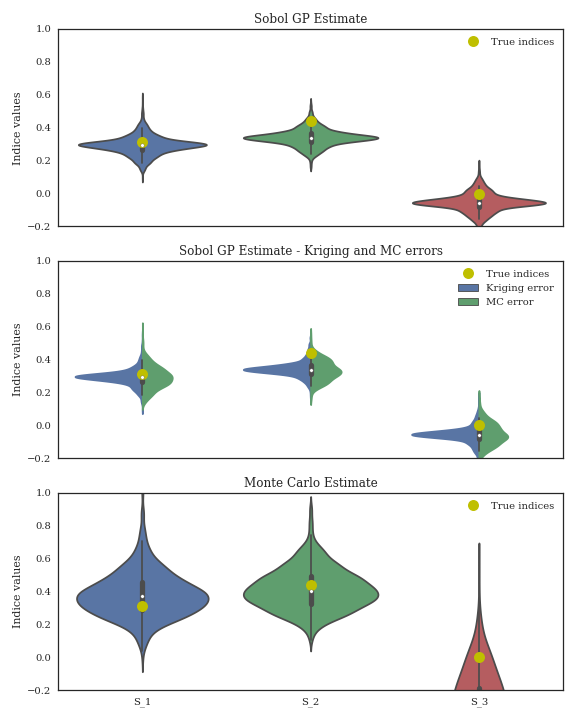 Sobol GP Estimate
1.0
0.8
0.6
0.4
0.2
0.0
−0.2
Indice values
True indices
Sobol GP Estimate - Kriging and MC errors
1.0
0.8
0.6
0.4
0.2
0.0
−0.2
Indice values
True indices
Kriging error
MC error
Monte Carlo Estimate
1.0
0.8
0.6
0.4
0.2
0.0
−0.2
Indice values
True indices
S_1 S_2 S_3